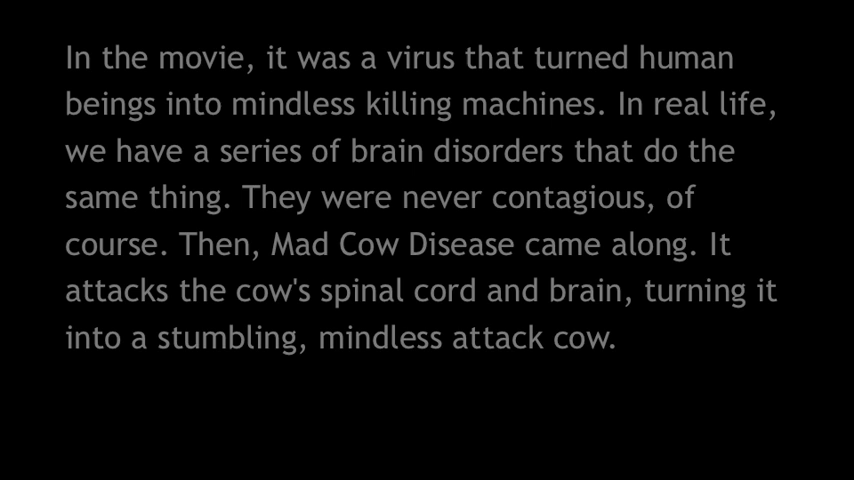 In the movie, it was a virus that turned human
beings into mindless killing machines. In real life,
we have a series of brain disorders that do the
same thing. They were never contagious, of
course. Then, Mad Cow Disease came along. It
attacks the cow's spinal cord and brain, turning it
into a stumbling, mindless attack cow.